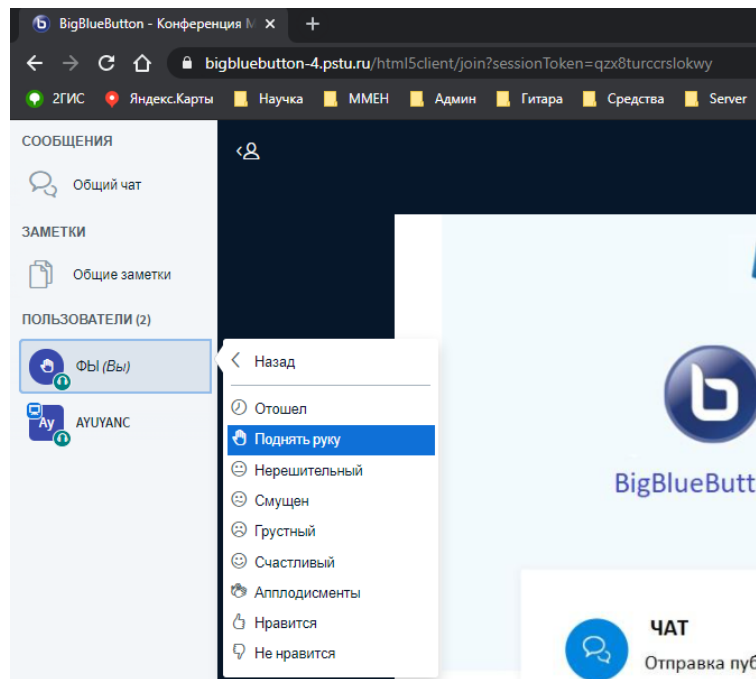 BigBlueButton - Конференция М
bigbluebutton-4.pstu.ru/html5client/join?sessionToken=qzx8turccrslokwy
2ГИС Яндекс.Карты Научка ММЕН Админ Гитара Средства Server
СООБЩЕНИЯ
Общий чат
ЗАМЕТКИ
Общие заметки
ПОЛЬЗОВАТЕЛИ (2)
ФЫ (Вы)
Ay AYUYANC
Назад
Отошел
Поднять руку
Нерешительный
Смущен
Грустный
Счастливый
Апплодисменты
Нравится
Не нравится
b
BigBlueButt
ЧАТ
Отправка пуб